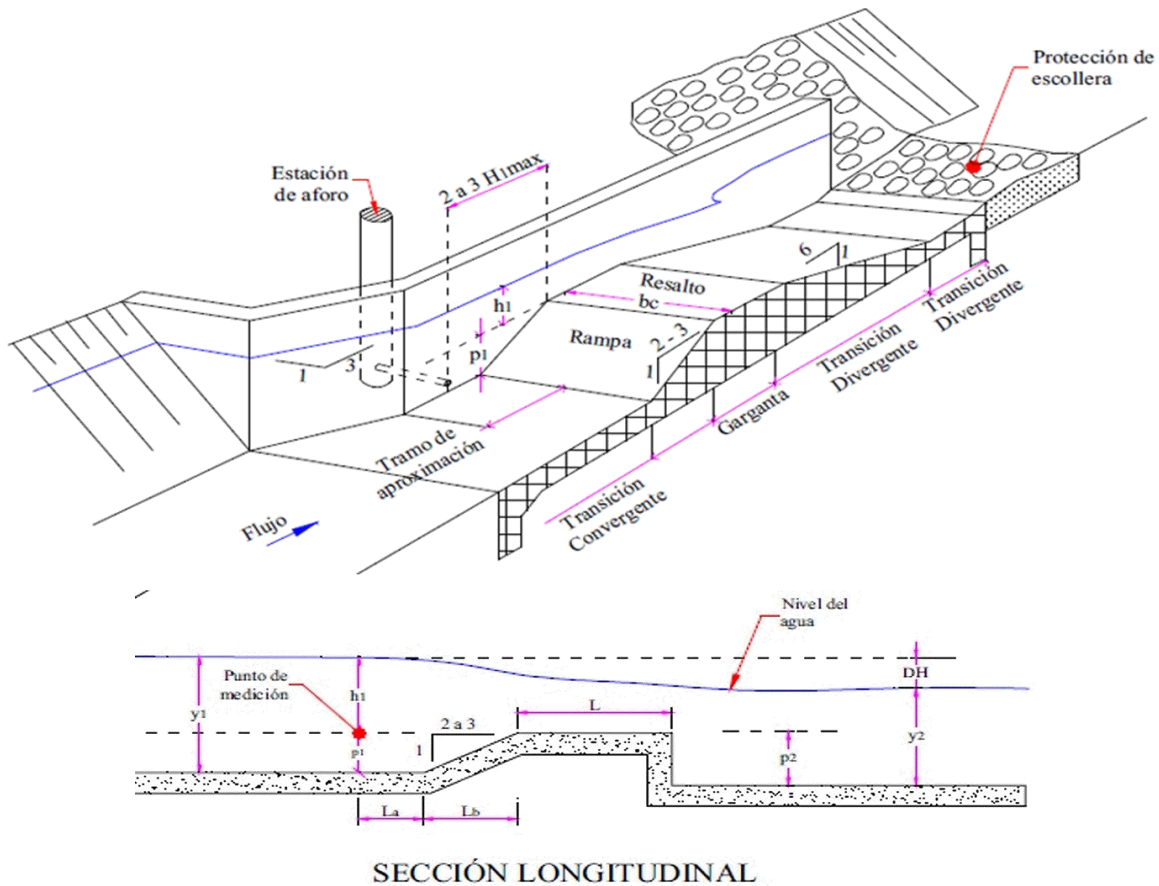 Protección de
escollera
Estación
de aforo
2 a 3 H1max
h1
p1
3
1
Resalto
bc
Rampa
6
1
2 - 3
1
Transición
Divergente
Transición
Divergente
Garganta
Transición
Convergente
Tramo de
aproximación
Flujo
Nivel del
agua
Punto de
medición
y1
h1
p1
2 a 3
1
L
DH
y2
p2
La
Lb
SECCIÓN LONGITUDINAL